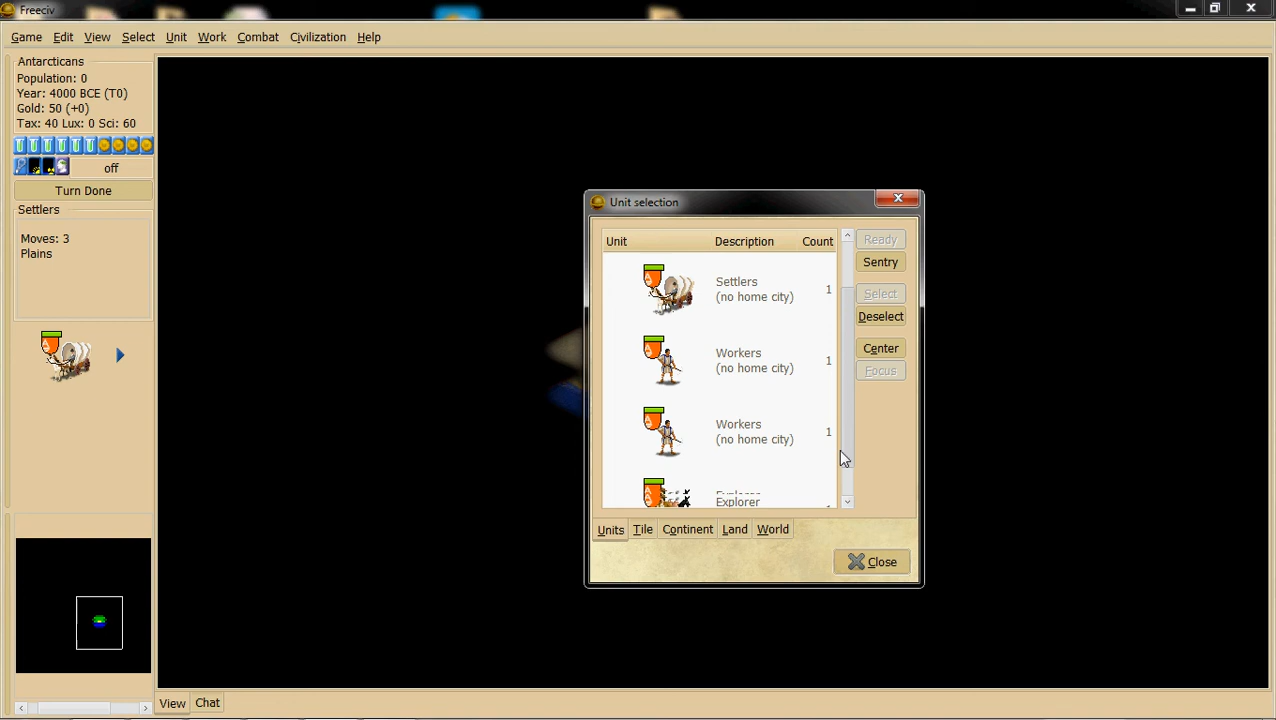 Freeciv
Game Edit View Select Unit Work Combat Civilization Help
Antarcticans
Population: 0
Year: 4000 BCE (T0)
Gold: 50 (+0)
Tax: 40 Lux: 0 Sci: 60
off
Turn Done
Settlers
Moves: 3
Plains
Unit selection
Unit Description Count
Settlers
(no home city) 1
Workers
(no home city) 1
Workers
(no home city) 1
Explorer
Explorer
Ready
Sentry
Select
Deselect
Center
Focus
Units Tile Continent Land World
Close
View Chat